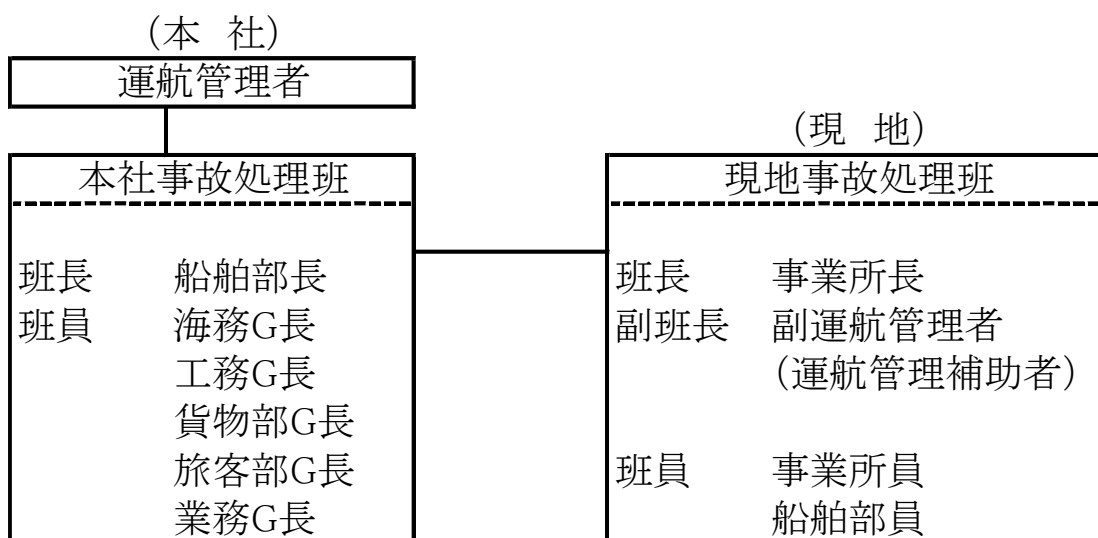 （本　社）
運航管理者
本社事故処理班
班長　船舶部長
班員　海務G長
工務G長
貨物部G長
旅客部G長
業務G長
（現　地）
現地事故処理班
班長　事業所長
副班長　副運航管理者
（運航管理補助者）
班員　事業所員
船舶部員